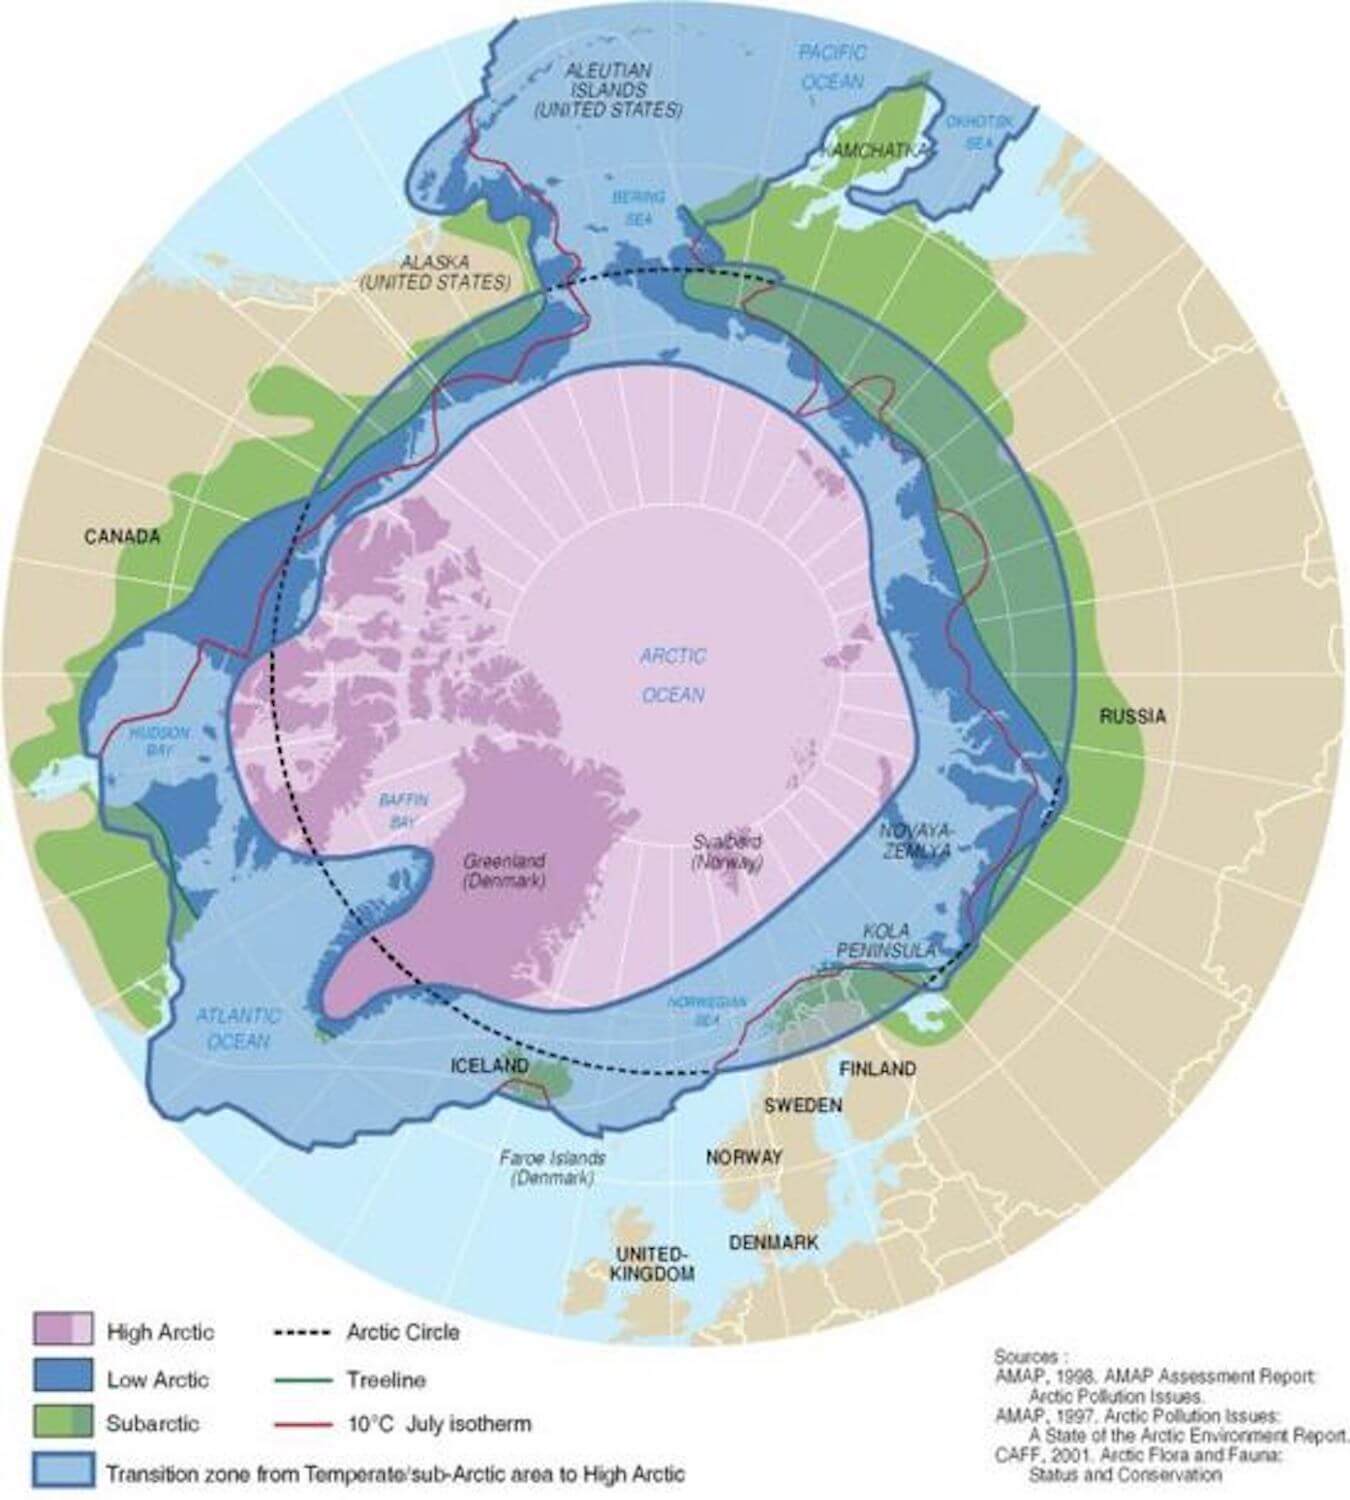 PACIFIC
OCEAN
ALEUTIAN
ISLANDS
(UNITED STATES)
OKHOTSK
SEA
KAMCHATKA
BERING
SEA
ALASKA
(UNITED STATES)
CANADA
ARCTIC
OCEAN
RUSSIA
HUDSON
BAY
BAFFIN
BAY
Greenland
(Denmark)
Svalbard
(Norway)
NOVAYA-
ZEMLYA
KOLA
PENINSULA
NORWEGIAN
SEA
ATLANTIC
OCEAN
ICELAND
FINLAND
SWEDEN
Faroe Islands
(Denmark)
NORWAY
DENMARK
UNITED-
KINGDOM
High Arctic
Low Arctic
Subarctic
Transition zone from Temperate/sub-Arctic area to High Arctic
Arctic Circle
Treeline
10°C July isotherm
Sources :
AMAP, 1998. AMAP Assessment Report:
Arctic Pollution Issues.
AMAP, 1997. Arctic Pollution Issues:
A State of the Arctic Environment Report.
CAFF, 2001. Arctic Flora and Fauna:
Status and Conservation